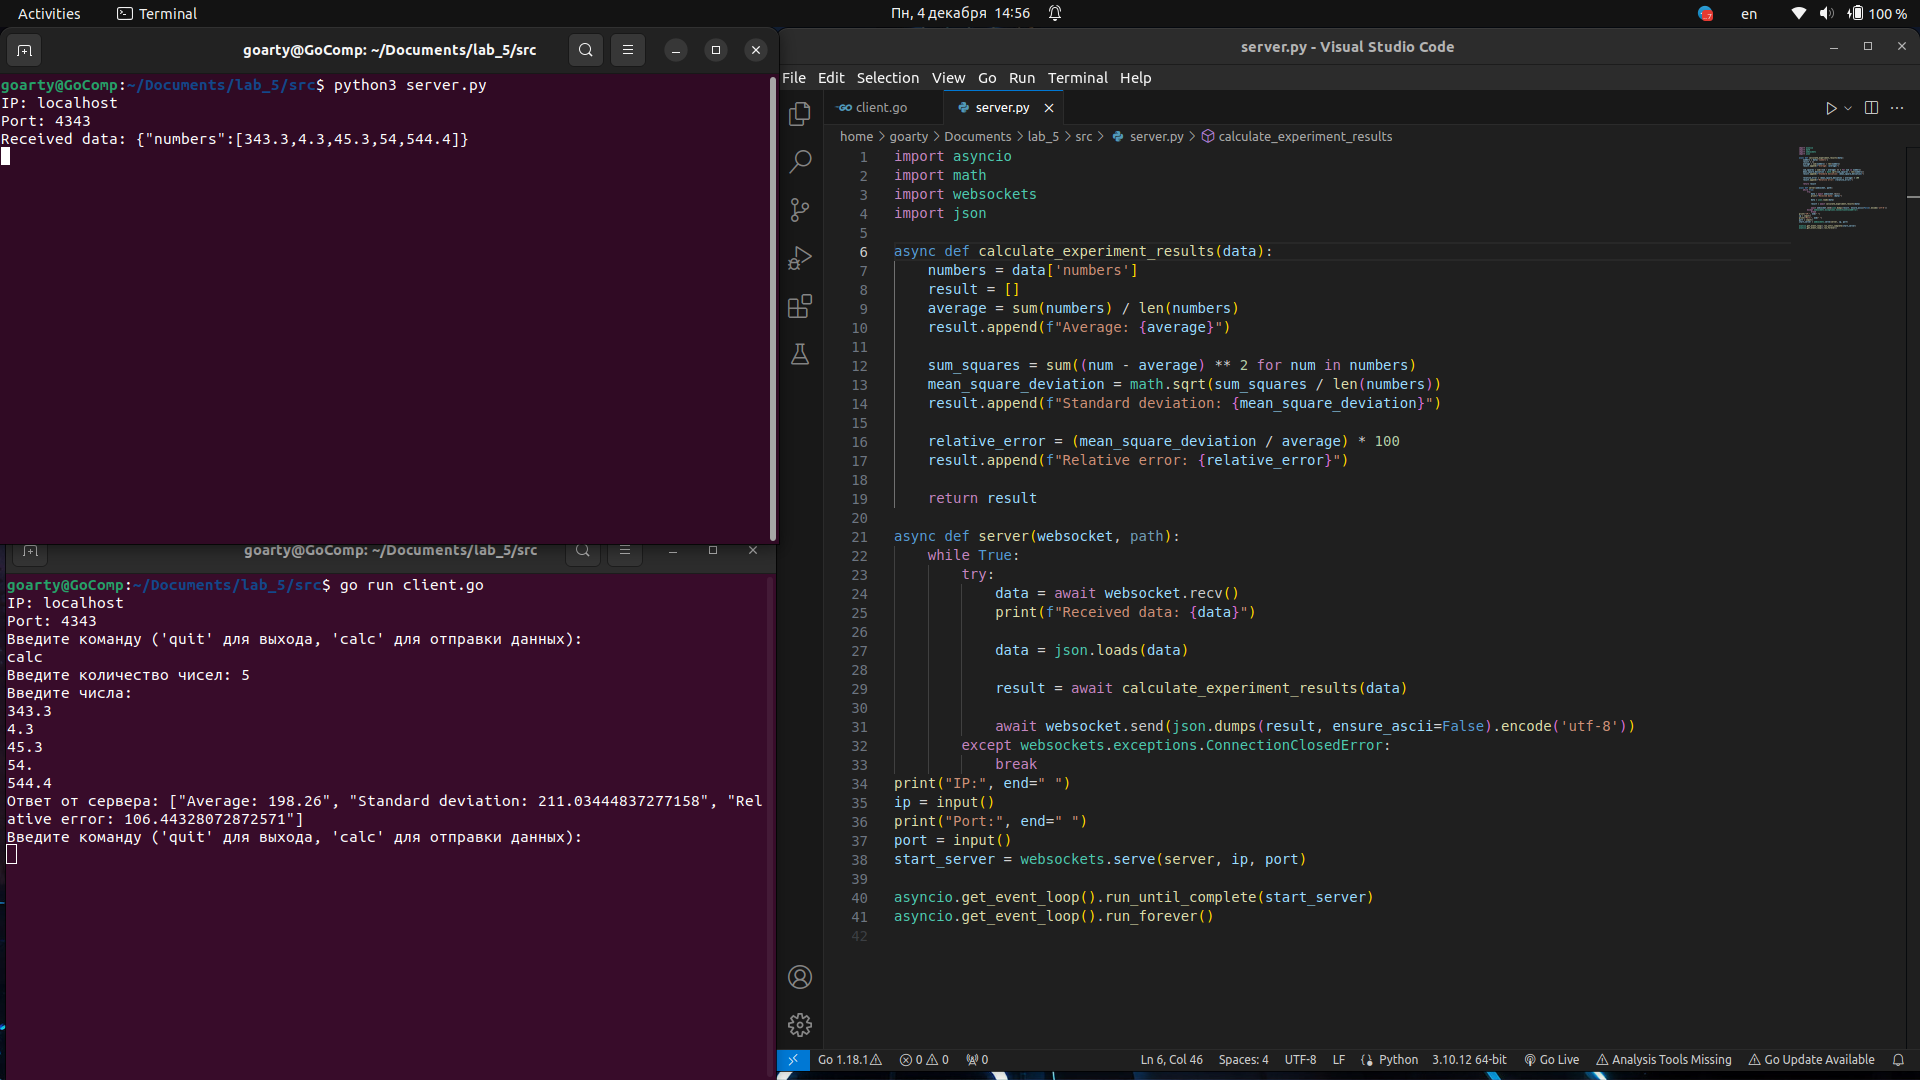 Activities
Terminal
Пн, 4 декабря 14:56
en
100 %
goarty@GoComp: ~/Documents/lab_5/src
goarty@GoComp:~/Documents/lab_5/src$ python3 server.py
IP: localhost
Port: 4343
Received data: {"numbers":[343.3,4.3,45.3,54,544.4]}
goarty@GoComp: ~/Documents/lab_5/src
goarty@GoComp:~/Documents/lab_5/src$ go run client.go
IP: localhost
Port: 4343
Введите команду ('quit' для выхода, 'calc' для отправки данных):
calc
Введите количество чисел: 5
Введите числа:
343.3
4.3
45.3
54.
544.4
Ответ от сервера: ["Average: 198.26", "Standard deviation: 211.03444837277158", "Rel
ative error: 106.44328072872571"]
Введите команду ('quit' для выхода, 'calc' для отправки данных):
server.py - Visual Studio Code
File Edit Selection View Go Run Terminal Help
client.go
server.py
home > goarty > Documents > lab_5 > src > server.py > calculate_experiment_results
1 import asyncio
2 import math
3 import websockets
4 import json
5
6 async def calculate_experiment_results(data):
7     numbers = data['numbers']
8     result = []
9     average = sum(numbers) / len(numbers)
10     result.append(f"Average: {average}")
11
12     sum_squares = sum((num - average) ** 2 for num in numbers)
13     mean_square_deviation = math.sqrt(sum_squares / len(numbers))
14     result.append(f"Standard deviation: {mean_square_deviation}")
15
16     relative_error = (mean_square_deviation / average) * 100
17     result.append(f"Relative error: {relative_error}")
18
19     return result
20
21 async def server(websocket, path):
22     while True:
23         try:
24             data = await websocket.recv()
25             print(f"Received data: {data}")
26
27             data = json.loads(data)
28
29             result = await calculate_experiment_results(data)
30
31             await websocket.send(json.dumps(result, ensure_ascii=False).encode('utf-8'))
32         except websockets.exceptions.ConnectionClosedError:
33             break
34 print("IP:", end=" ")
35 ip = input()
36 print("Port:", end=" ")
37 port = input()
38 start_server = websockets.serve(server, ip, port)
39
40 asyncio.get_event_loop().run_until_complete(start_server)
41 asyncio.get_event_loop().run_forever()
42
Go 1.18.1 0 0 0 Ln 6, Col 46 Spaces: 4 UTF-8 LF Python 3.10.12 64-bit Go Live Analysis Tools Missing Go Update Available